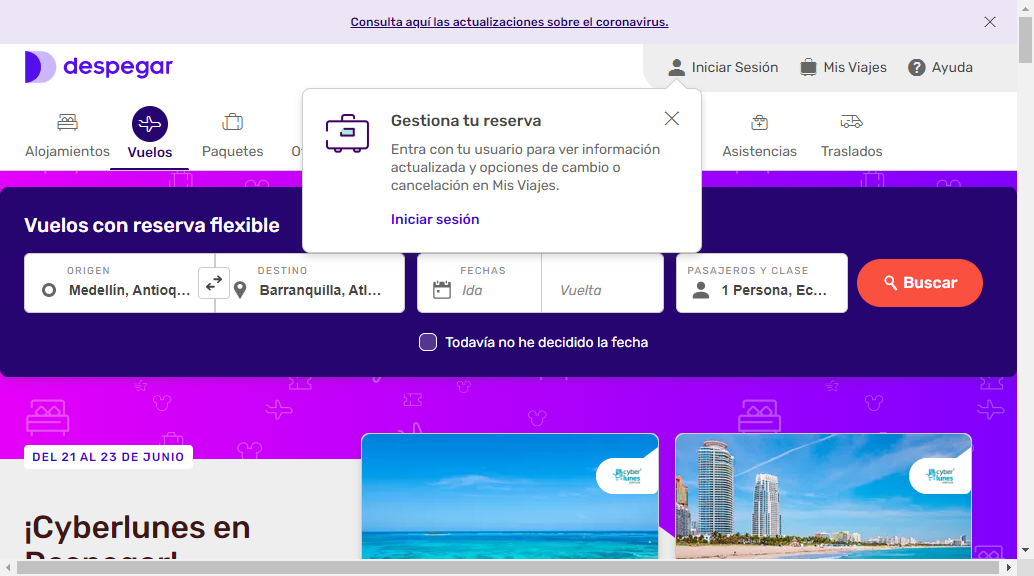 Consulta aquí las actualizaciones sobre el coronavirus.
despegar
Iniciar Sesión
Mis Viajes
Ayuda
Alojamientos
Vuelos
Paquetes
Asistencias
Traslados
Gestiona tu reserva
Entra con tu usuario para ver información
actualizada y opciones de cambio o
cancelación en Mis Viajes.
Iniciar sesión
Vuelos con reserva flexible
ORIGEN
Medellín, Antioq...
DESTINO
Barranquilla, Atl...
FECHAS
Ida
Vuelta
PASAJEROS Y CLASE
1 Persona, Ec...
Buscar
Todavía no he decidido la fecha
DEL 21 AL 23 DE JUNIO
cyber
lunes
cyber
lunes
¡Cyberlunes en
Despegar!